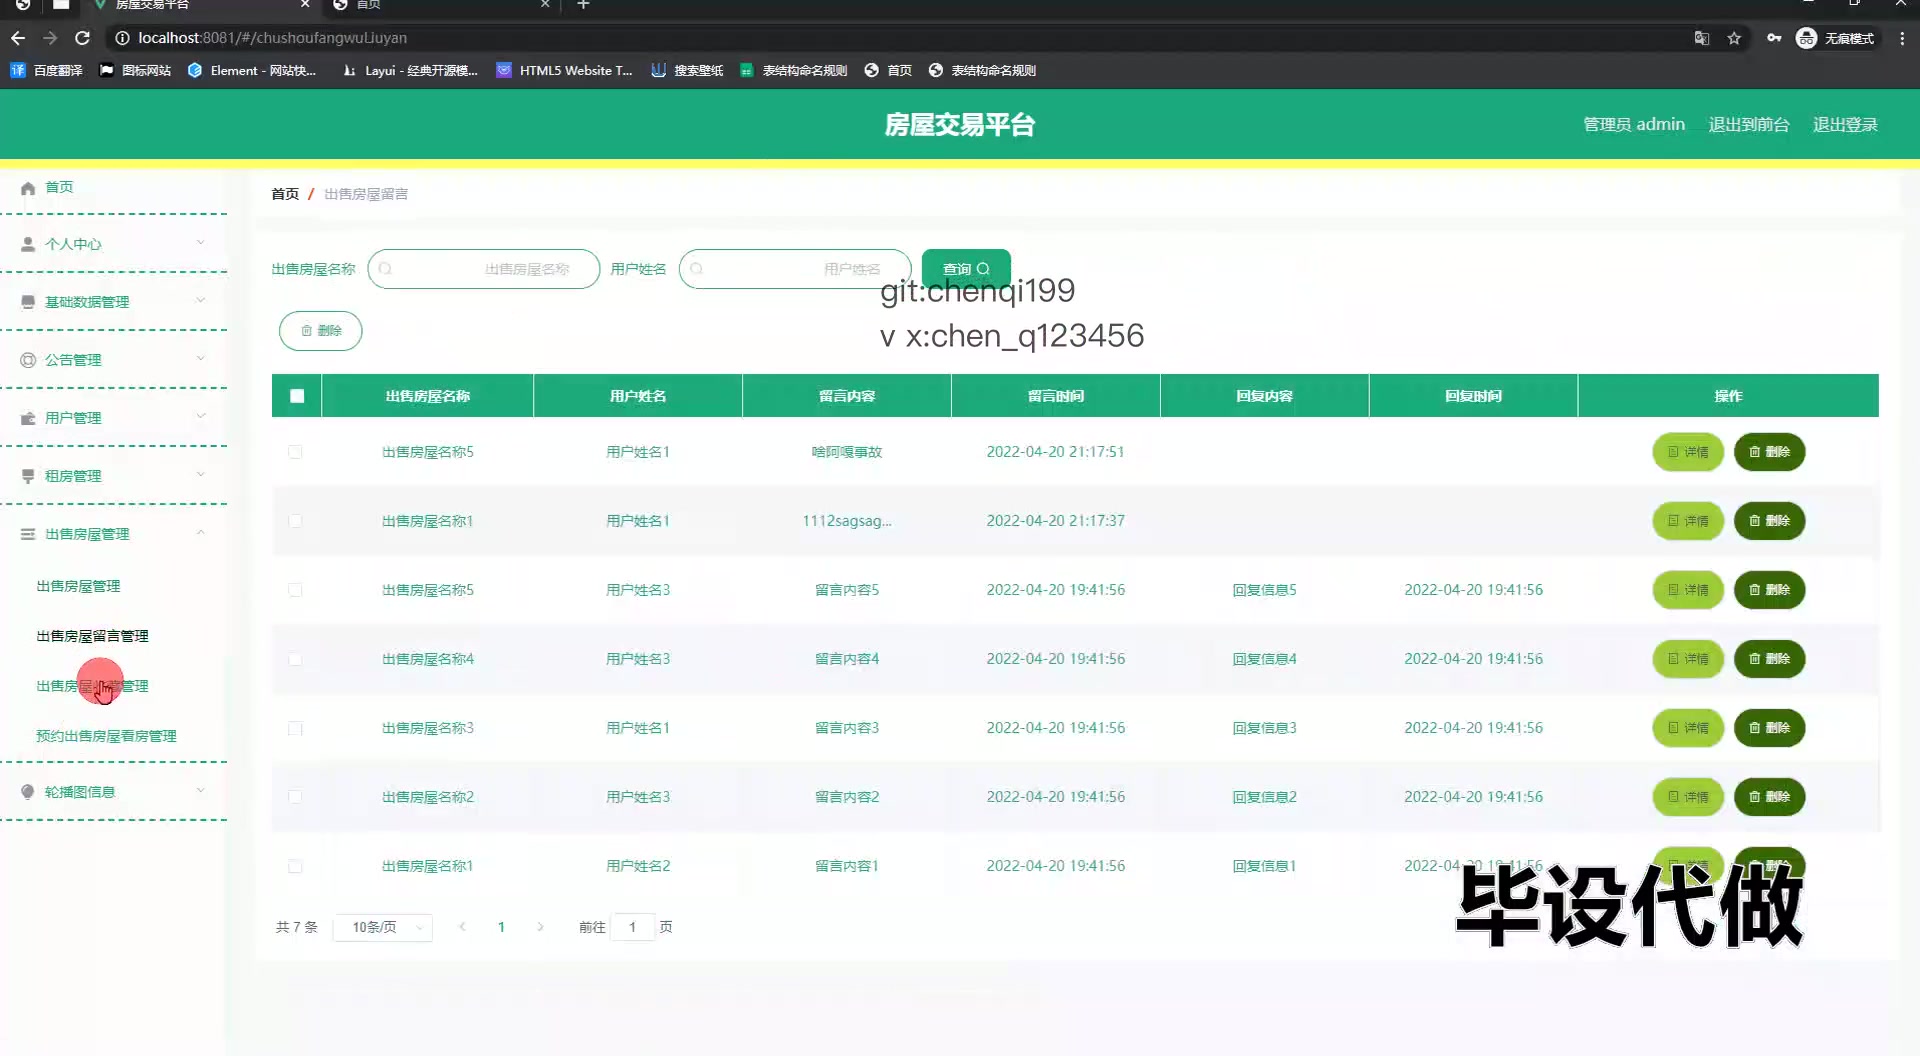 房屋交易平台
首页
localhost:8081/#/chushoufangwuLiuyan
无痕模式
百度翻译
图标网站
Element - 网站快...
Layui - 经典开源模...
HTML5 Website T...
搜索壁纸
表结构命名规则
首页
表结构命名规则
房屋交易平台
管理员 admin
退出到前台
退出登录
首页
个人中心
基础数据管理
公告管理
用户管理
租房管理
出售房屋管理
出售房屋管理
出售房屋留言管理
出售房屋 管理
预约出售房屋看房管理
轮播图信息
首页 / 出售房屋留言
出售房屋名称 出售房屋名称 用户姓名 用户姓名 查询
git:chenqi199
v x:chen_q123456
删除
出售房屋名称 用户姓名 留言内容 留言时间 回复内容 回复时间 操作
出售房屋名称5 用户姓名1 啥阿嘎事故 2022-04-20 21:17:51 详情 删除
出售房屋名称1 用户姓名1 1112sagsag... 2022-04-20 21:17:37 详情 删除
出售房屋名称5 用户姓名3 留言内容5 2022-04-20 19:41:56 回复信息5 2022-04-20 19:41:56 详情 删除
出售房屋名称4 用户姓名3 留言内容4 2022-04-20 19:41:56 回复信息4 2022-04-20 19:41:56 详情 删除
出售房屋名称3 用户姓名1 留言内容3 2022-04-20 19:41:56 回复信息3 2022-04-20 19:41:56 详情 删除
出售房屋名称2 用户姓名3 留言内容2 2022-04-20 19:41:56 回复信息2 2022-04-20 19:41:56 详情 删除
出售房屋名称1 用户姓名2 留言内容1 2022-04-20 19:41:56 回复信息1 2022-04-20 19:41:56 详情 删除
毕设代做
共 7 条 10条/页 1 前往 1 页